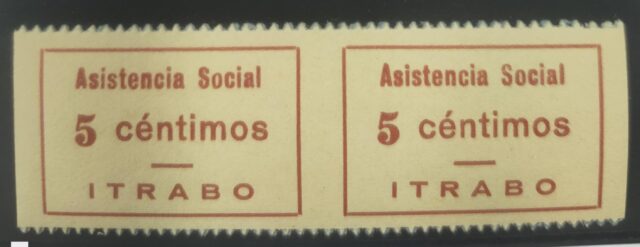 Asistencia Social
5 céntimos
ITRABO
Asistencia Social
5 céntimos
ITRABO